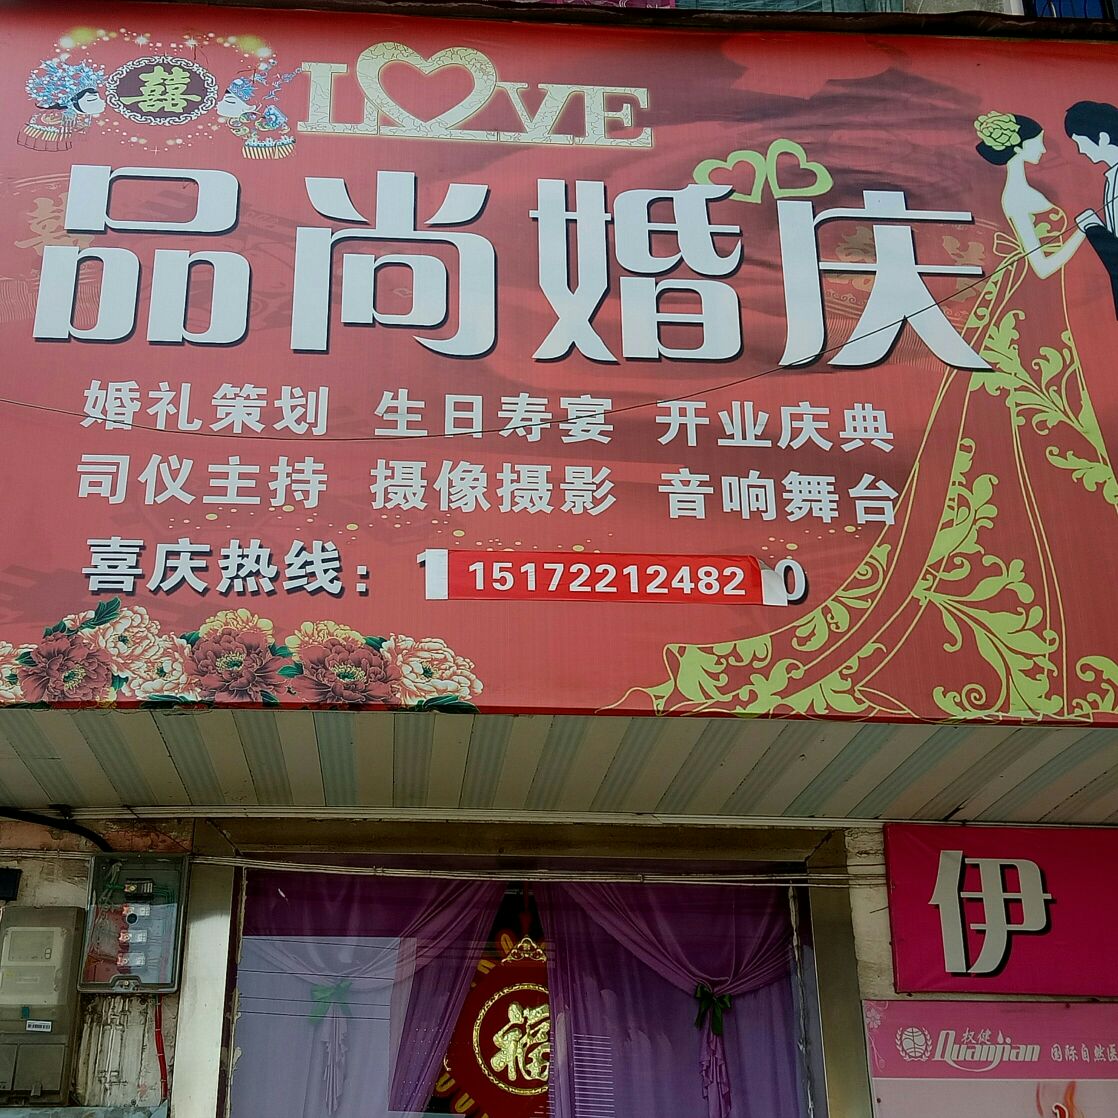 囍
LOVE
品尚婚庆
婚礼策划 生日寿宴 开业庆典
司仪主持 摄像摄影 音响舞台
喜庆热线：1 15172212482 0
伊
权健
Quanjian 国际自然医
福